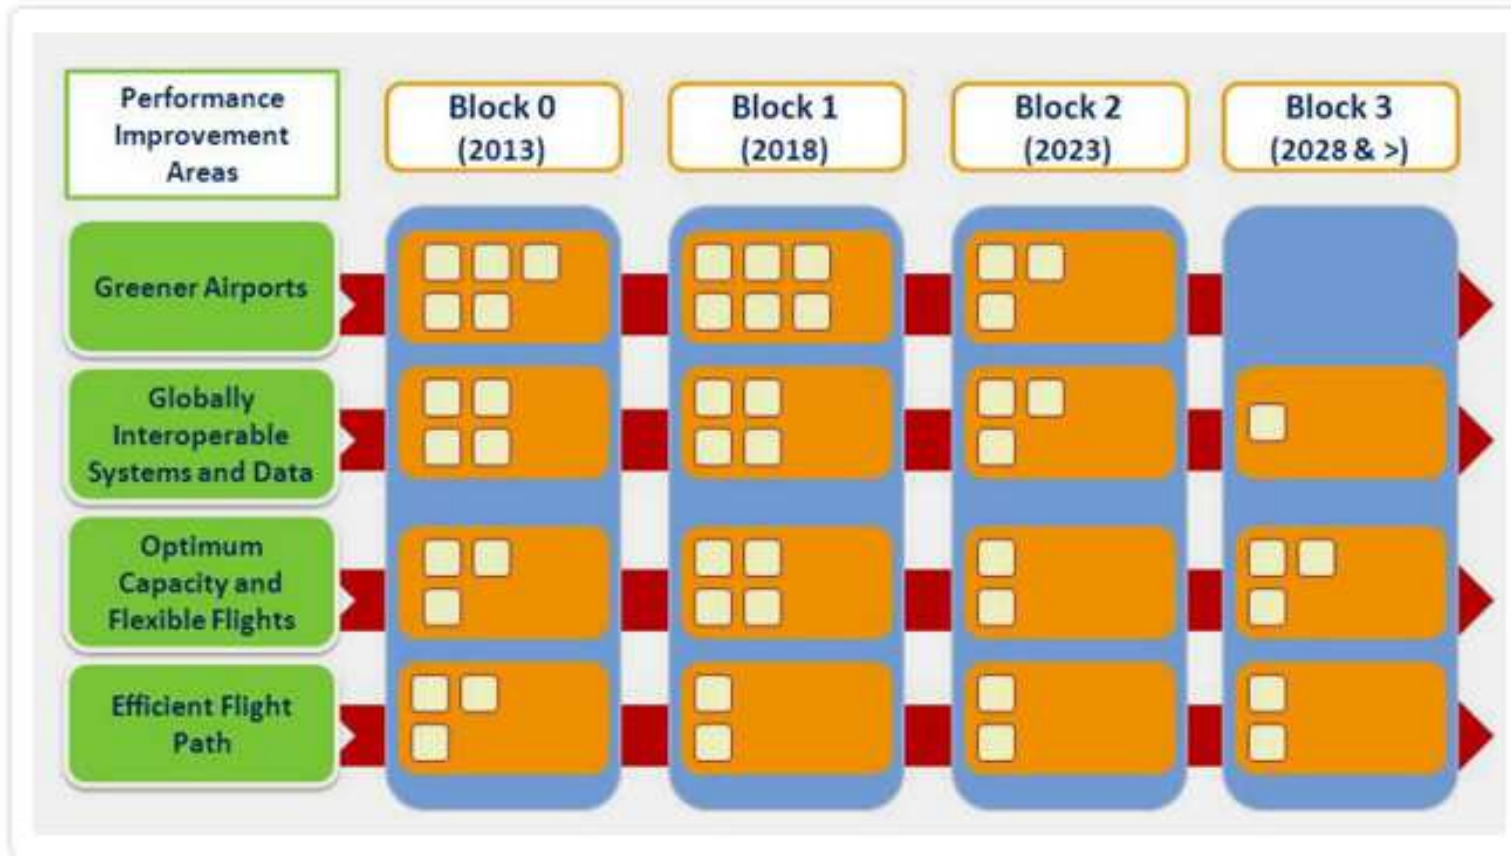 Performance
Improvement
Areas
Block 0
(2013)
Block 1
(2018)
Block 2
(2023)
Block 3
(2028 & >)
Greener Airports
Globally
Interoperable
Systems and Data
Optimum
Capacity and
Flexible Flights
Efficient Flight
Path